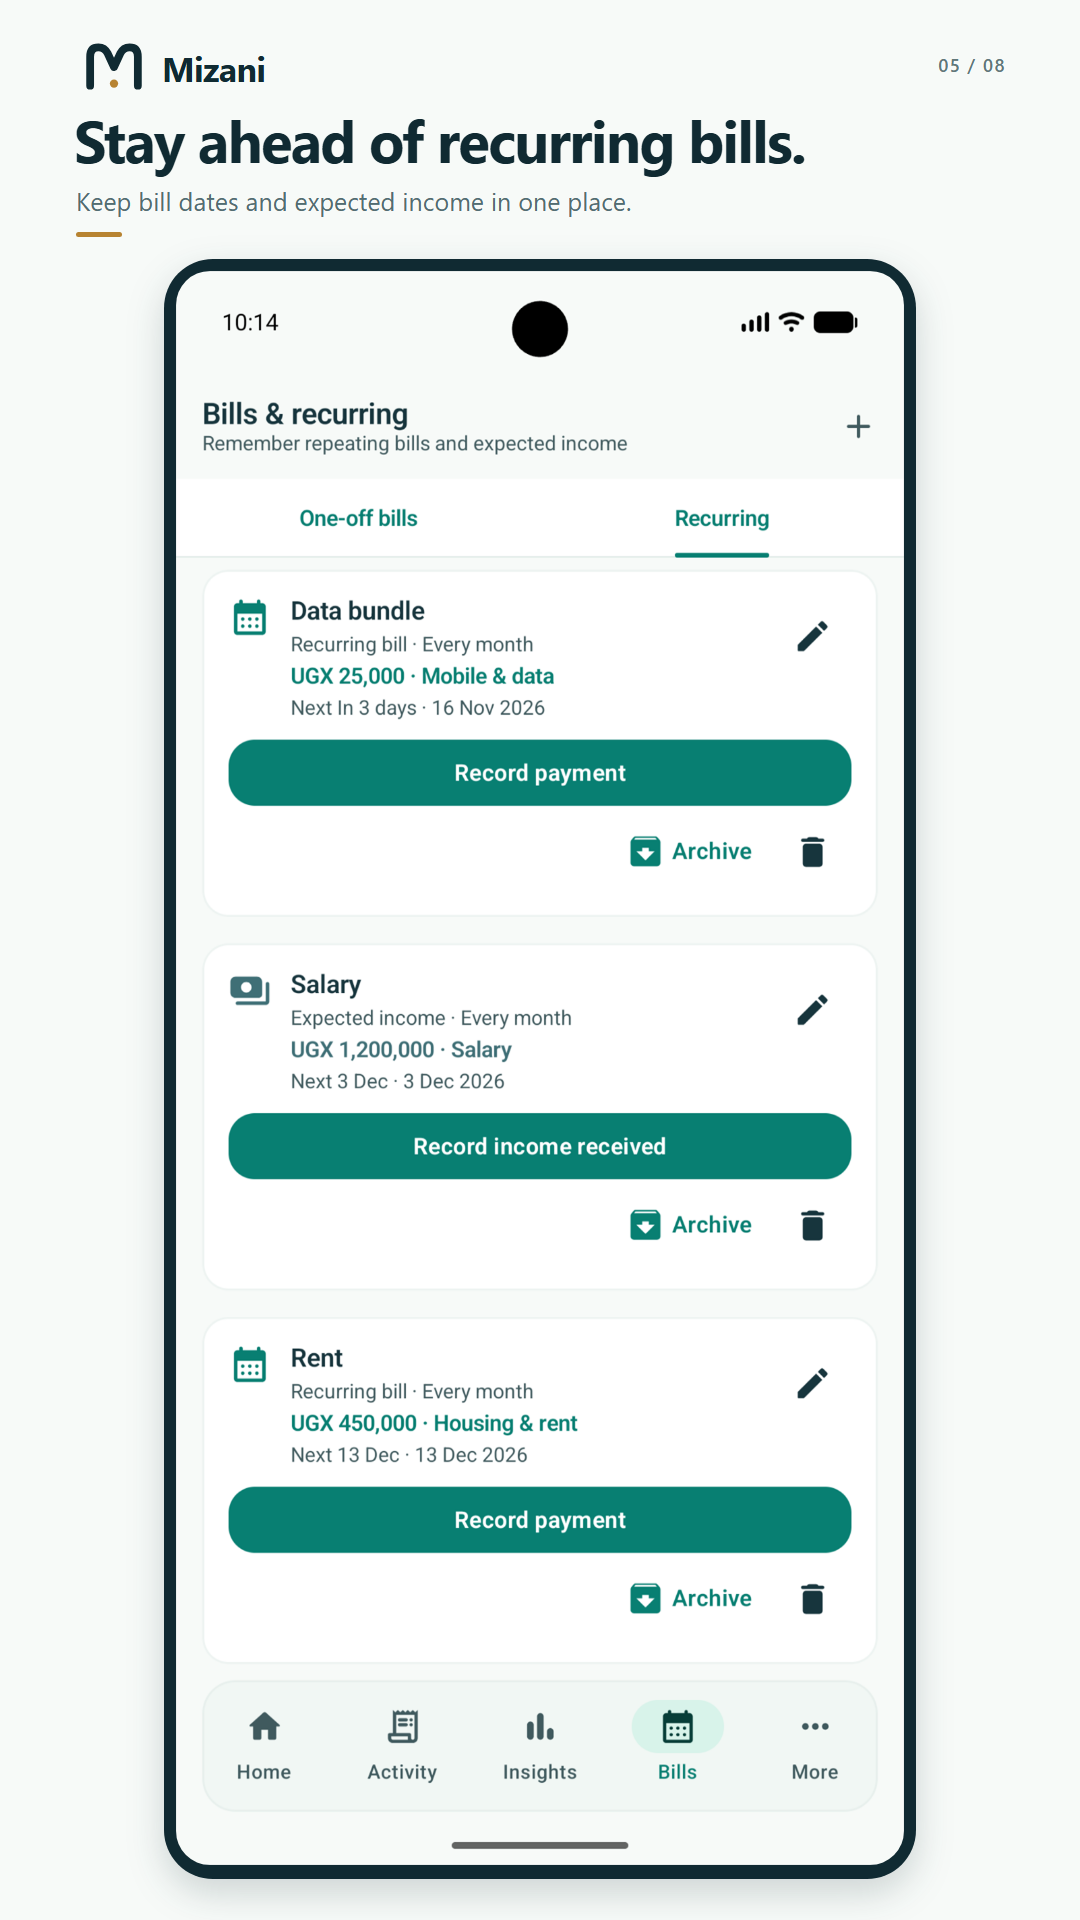 Mizani
05 / 08
Stay ahead of recurring bills.
Keep bill dates and expected income in one place.
10:14
Bills & recurring
Remember repeating bills and expected income
One-off bills
Recurring
Data bundle
Recurring bill · Every month
UGX 25,000 · Mobile & data
Next In 3 days · 16 Nov 2026
Record payment
Archive
Salary
Expected income · Every month
UGX 1,200,000 · Salary
Next 3 Dec · 3 Dec 2026
Record income received
Archive
Rent
Recurring bill · Every month
UGX 450,000 · Housing & rent
Next 13 Dec · 13 Dec 2026
Record payment
Archive
Home
Activity
Insights
Bills
More